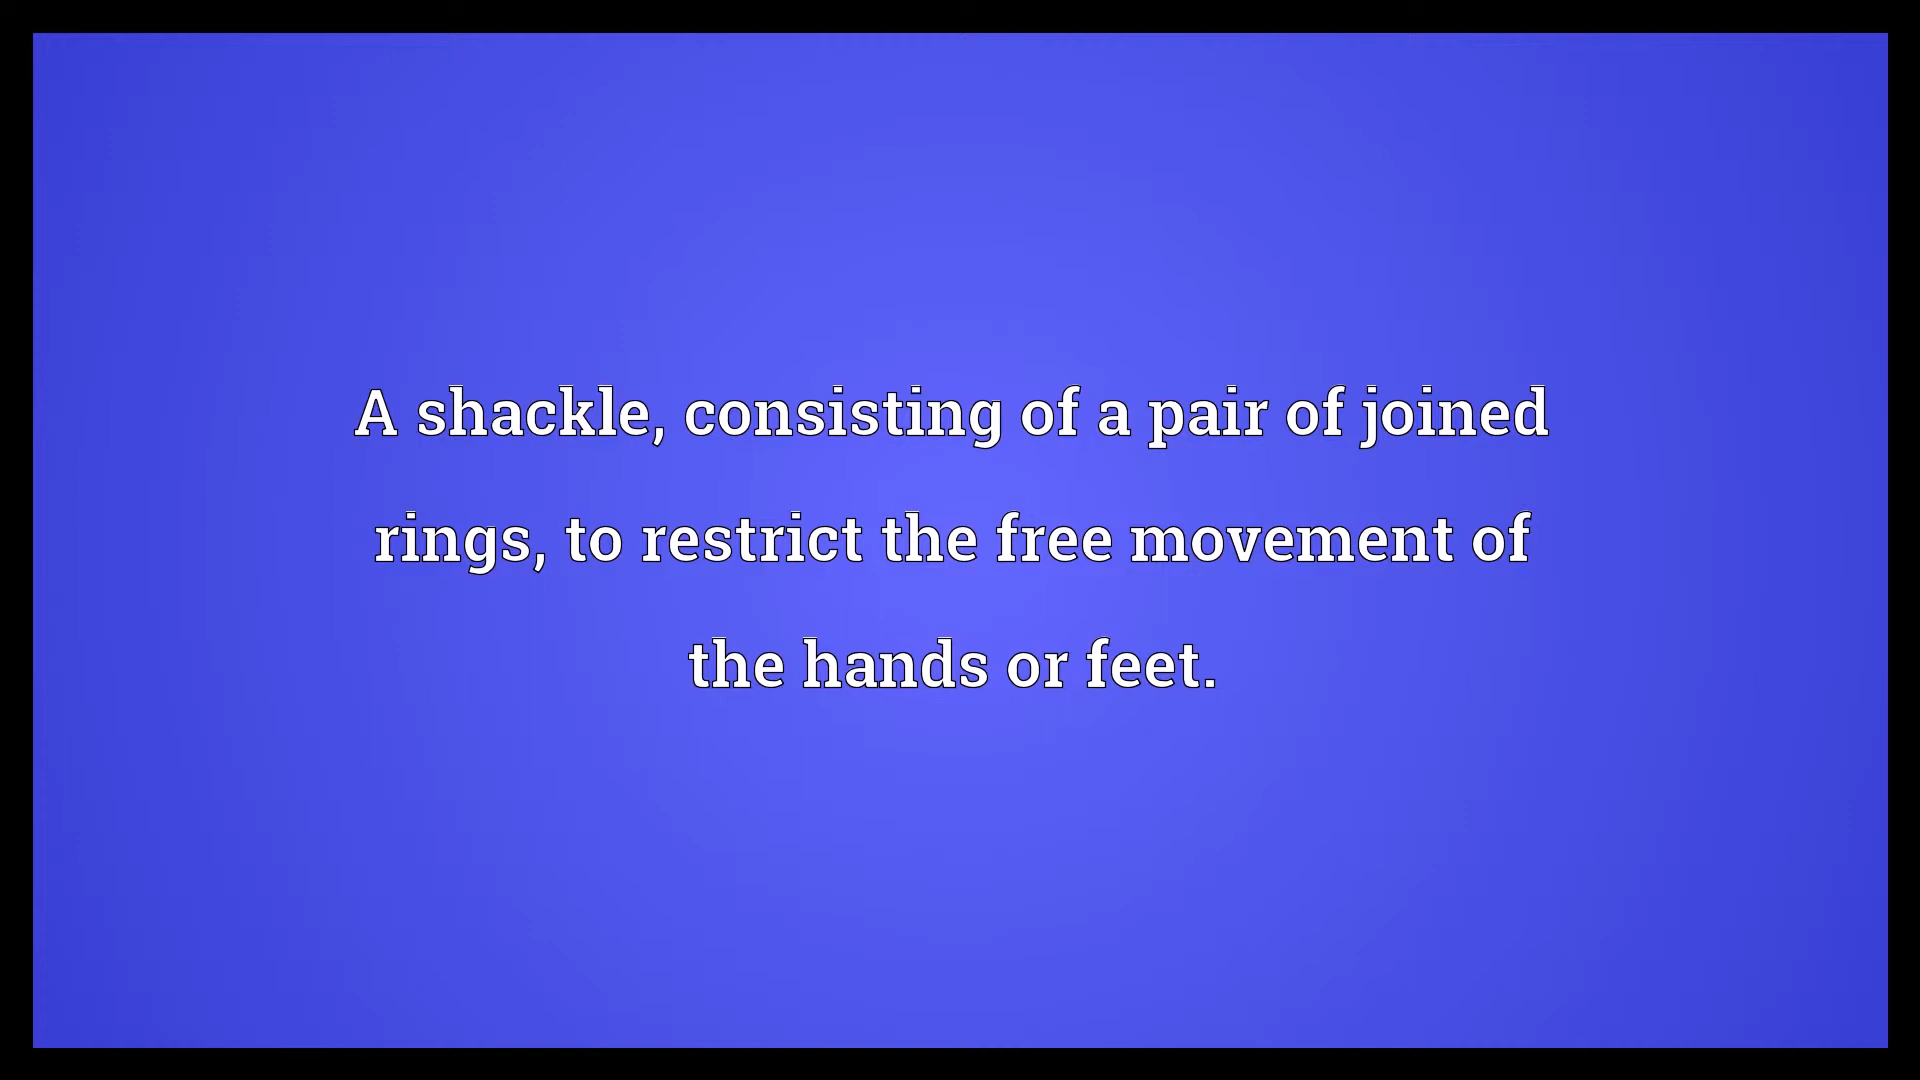 A shackle, consisting of a pair of joined
rings, to restrict the free movement of
the hands or feet.